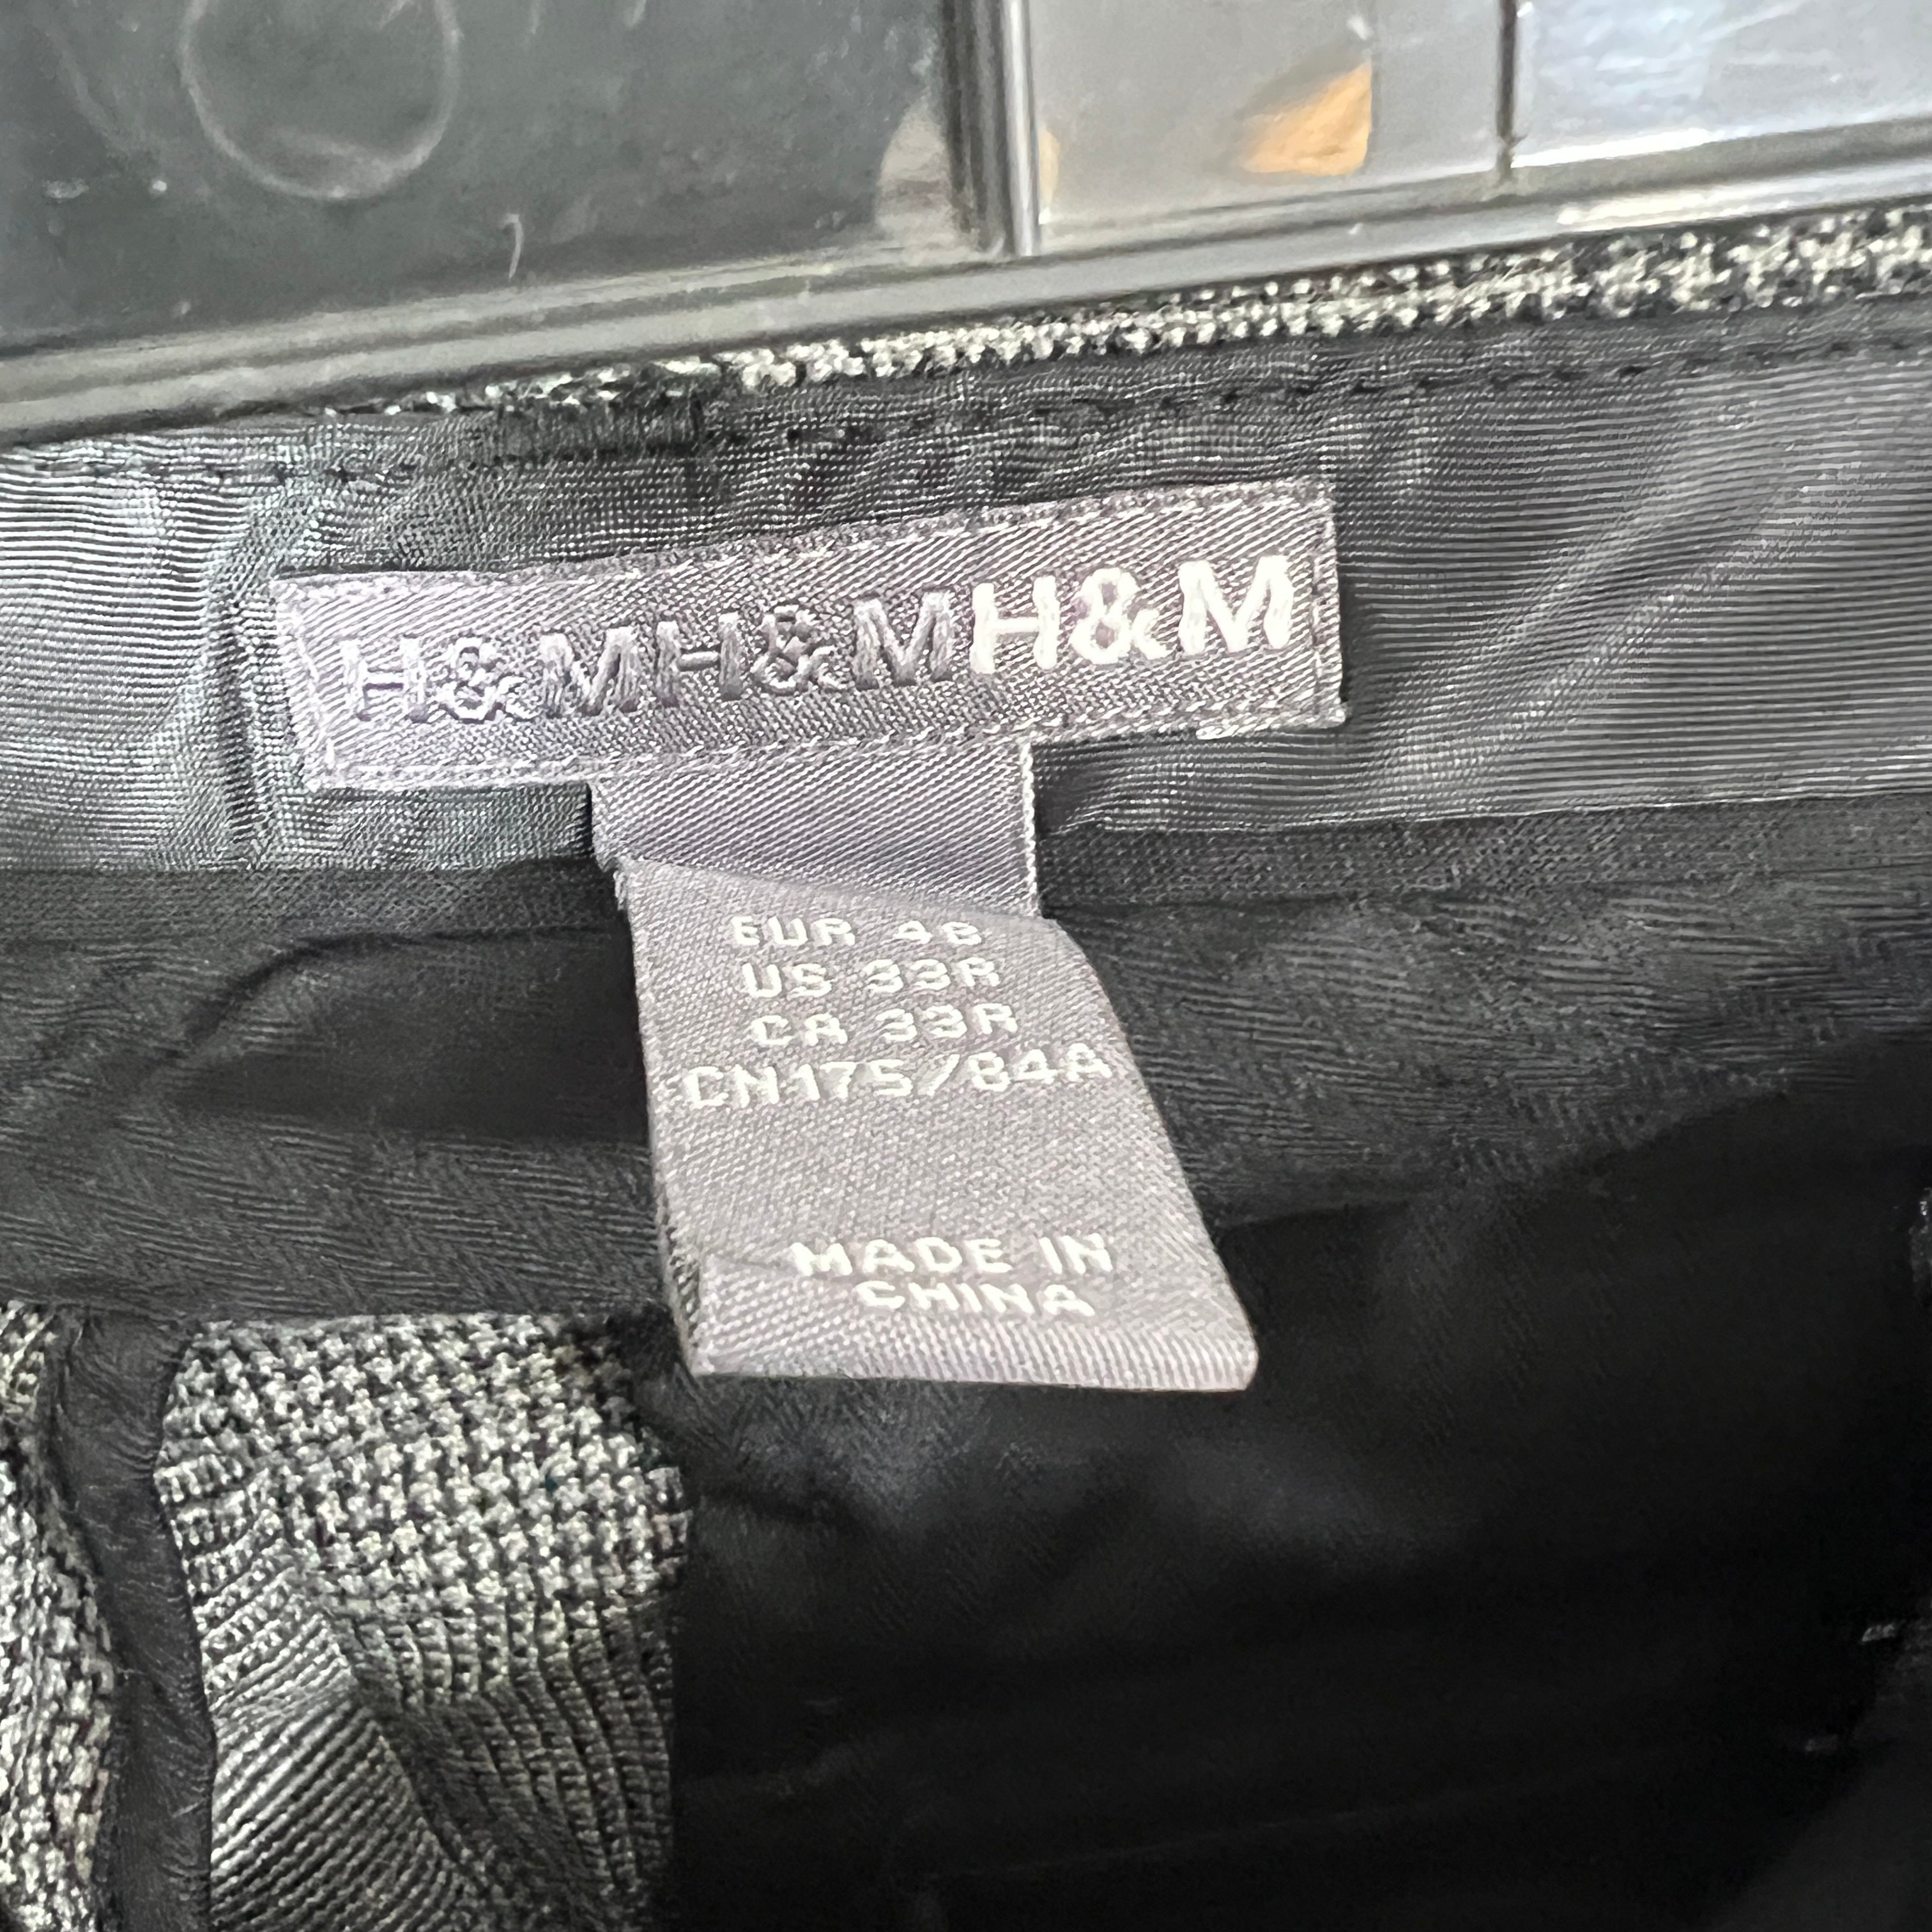 H&MH&MH&M
EUR 48
US 33R
CA 33R
CN175/84A
MADE IN
CHINA